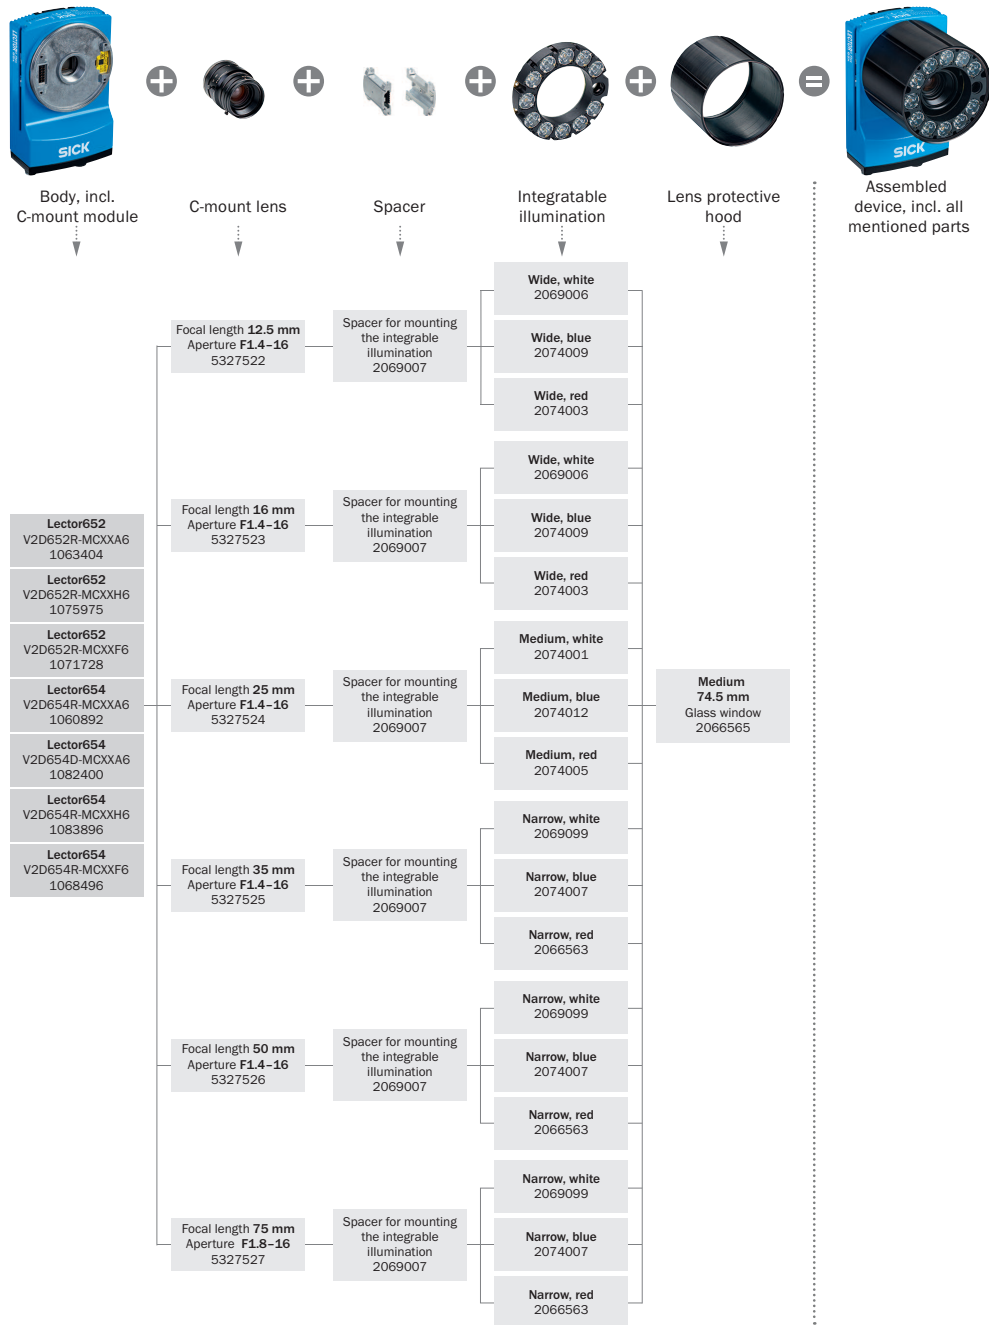 SICK
SICK
Body, incl.
C-mount module
C-mount lens
Spacer
Integratable
illumination
Lens protective
hood
Assembled
device, incl. all
mentioned parts
Lector652
V2D652R-MCXXA6
1063404
Lector652
V2D652R-MCXXH6
1075975
Lector652
V2D652R-MCXXF6
1071728
Lector654
V2D654R-MCXXA6
1060892
Lector654
V2D654D-MCXXA6
1082400
Lector654
V2D654R-MCXXH6
1083896
Lector654
V2D654R-MCXXF6
1068496
Focal length 12.5 mm
Aperture F1.4–16
5327522
Spacer for mounting
the integrable
illumination
2069007
Wide, white
2069006
Wide, blue
2074009
Wide, red
2074003
Focal length 16 mm
Aperture F1.4–16
5327523
Spacer for mounting
the integrable
illumination
2069007
Wide, white
2069006
Wide, blue
2074009
Wide, red
2074003
Focal length 25 mm
Aperture F1.4–16
5327524
Spacer for mounting
the integrable
illumination
2069007
Medium, white
2074001
Medium, blue
2074012
Medium, red
2074005
Focal length 35 mm
Aperture F1.4–16
5327525
Spacer for mounting
the integrable
illumination
2069007
Narrow, white
2069099
Narrow, blue
2074007
Narrow, red
2066563
Focal length 50 mm
Aperture F1.4–16
5327526
Spacer for mounting
the integrable
illumination
2069007
Narrow, white
2069099
Narrow, blue
2074007
Narrow, red
2066563
Focal length 75 mm
Aperture F1.8–16
5327527
Spacer for mounting
the integrable
illumination
2069007
Narrow, white
2069099
Narrow, blue
2074007
Narrow, red
2066563
Medium
74.5 mm
Glass window
2066565